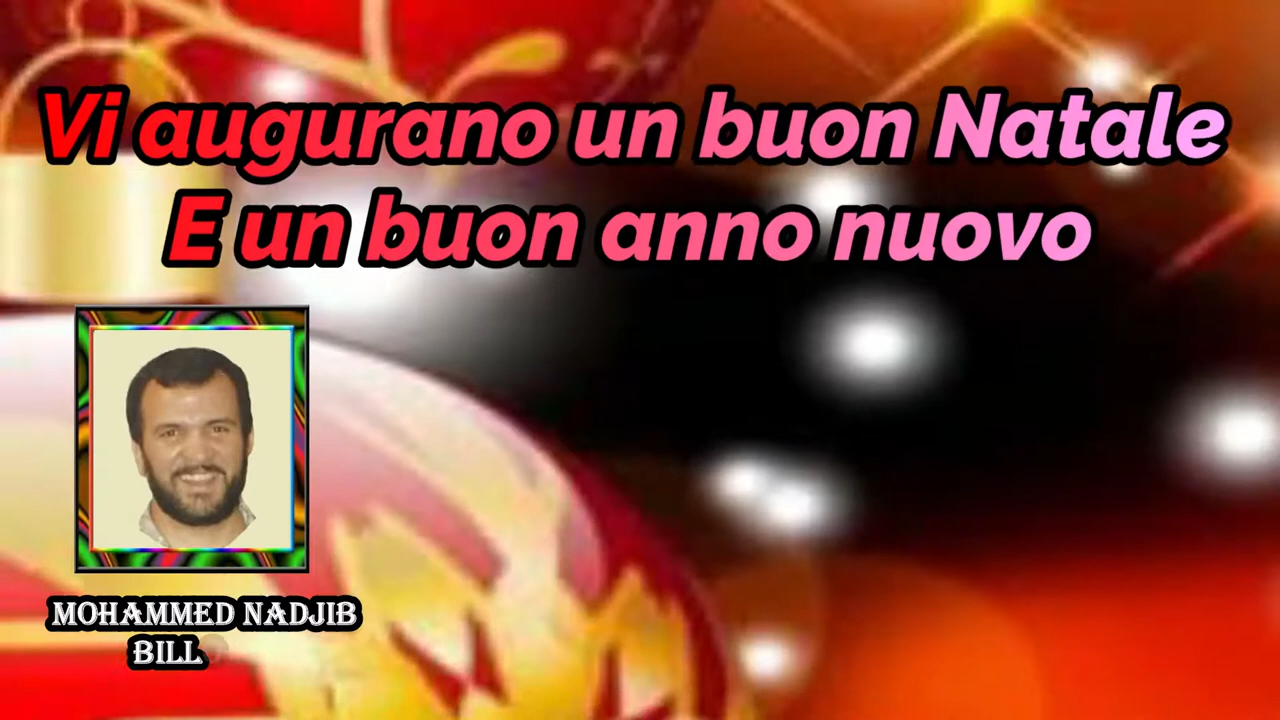 Vi augurano un buon Natale
E un buon anno nuovo
MOHAMMED NADJIB
BILL